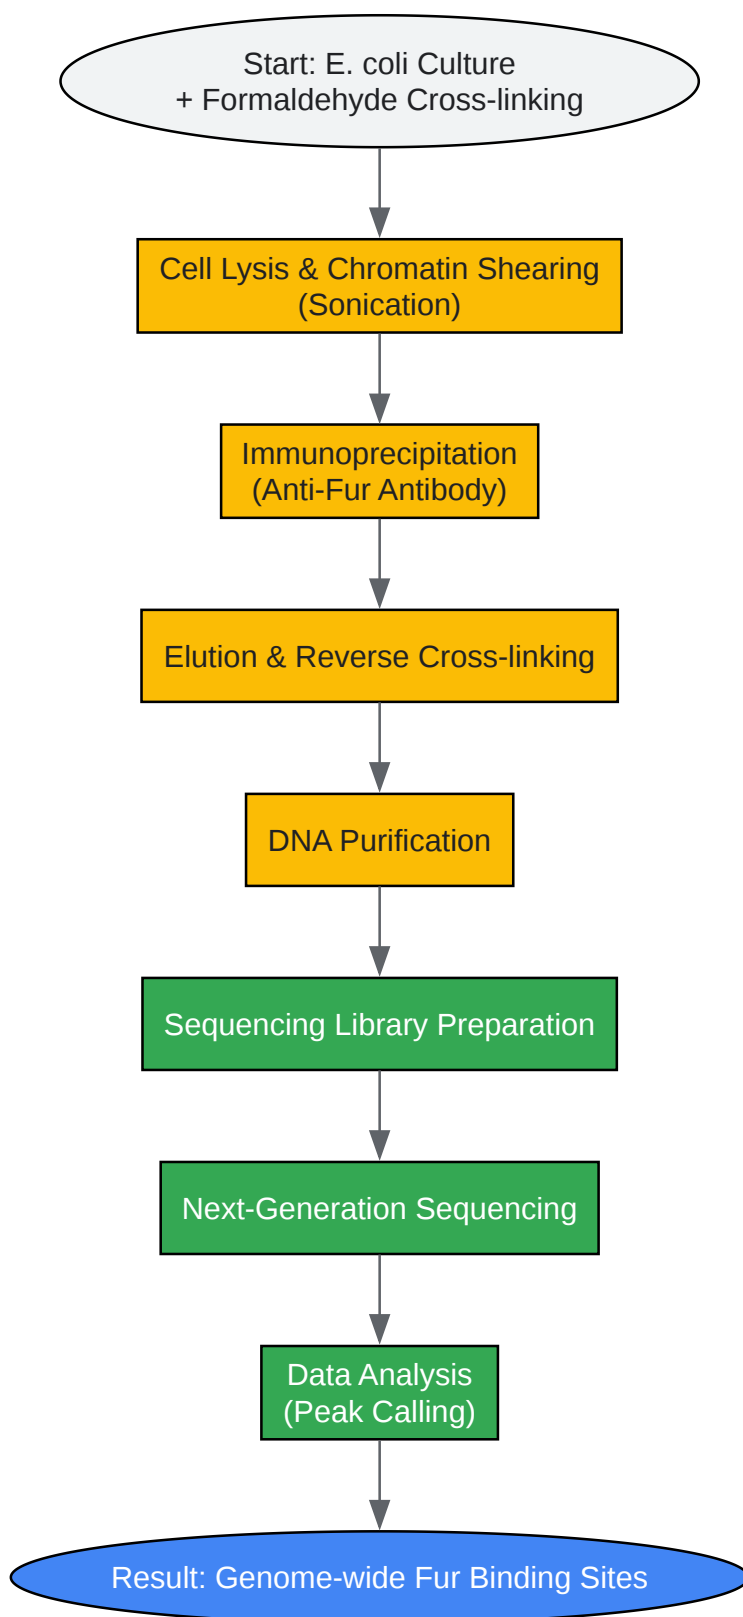 Start: E. coli Culture
+ Formaldehyde Cross-linking
Cell Lysis & Chromatin Shearing
(Sonication)
Immunoprecipitation
(Anti-Fur Antibody)
Elution & Reverse Cross-linking
DNA Purification
Sequencing Library Preparation
Next-Generation Sequencing
Data Analysis
(Peak Calling)
Result: Genome-wide Fur Binding Sites